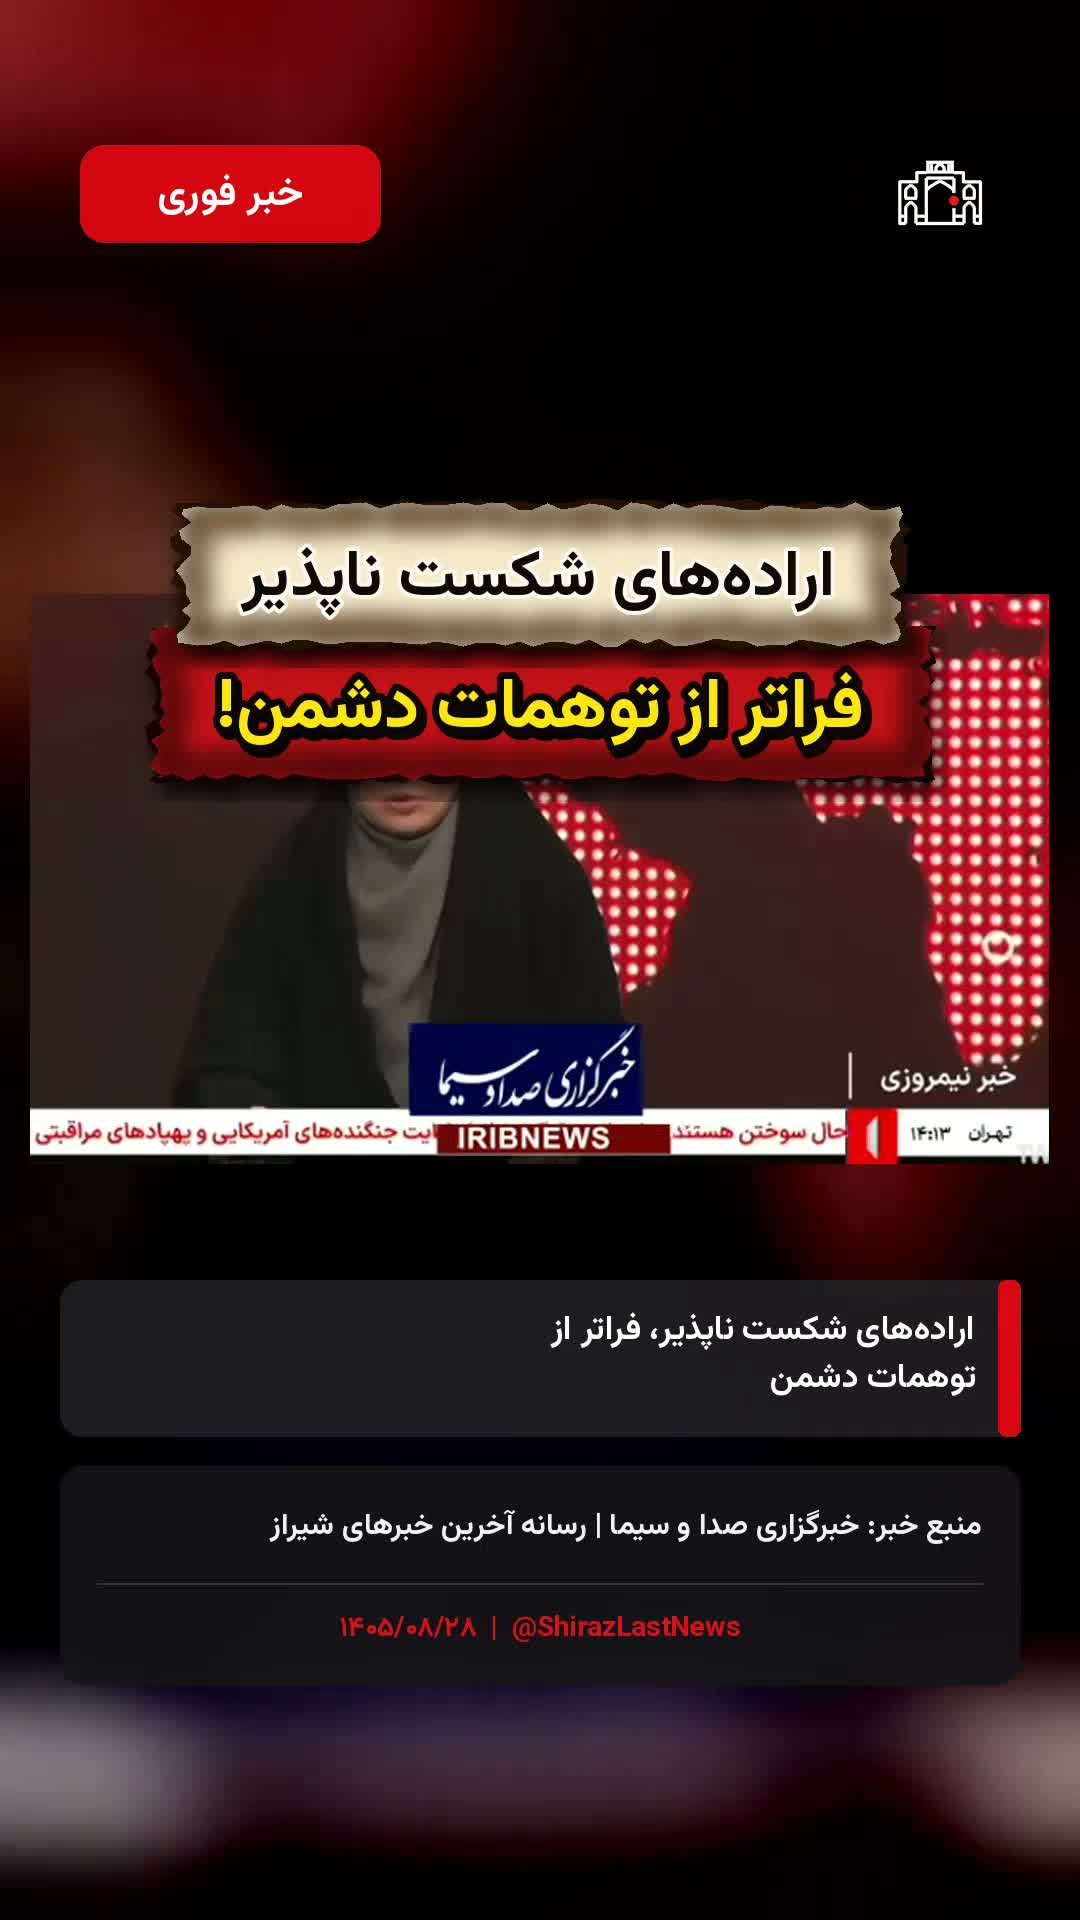 خبر فوری
اراده‌های شکست ناپذیر
فراتر از توهمات دشمن!
خبر نیمروزی
خبرگزاری صدا و سیما
تهران ۱۴:۱۳
حال سوختن هستند
جنگنده‌های آمریکایی و پهپادهای مراقبتی
IRIBNEWS
اراده‌های شکست ناپذیر، فراتر از
توهمات دشمن
منبع خبر: خبرگزاری صدا و سیما | رسانه آخرین خبرهای شیراز
۱۴۰۵/۰۸/۲۸ | @ShirazLastNews